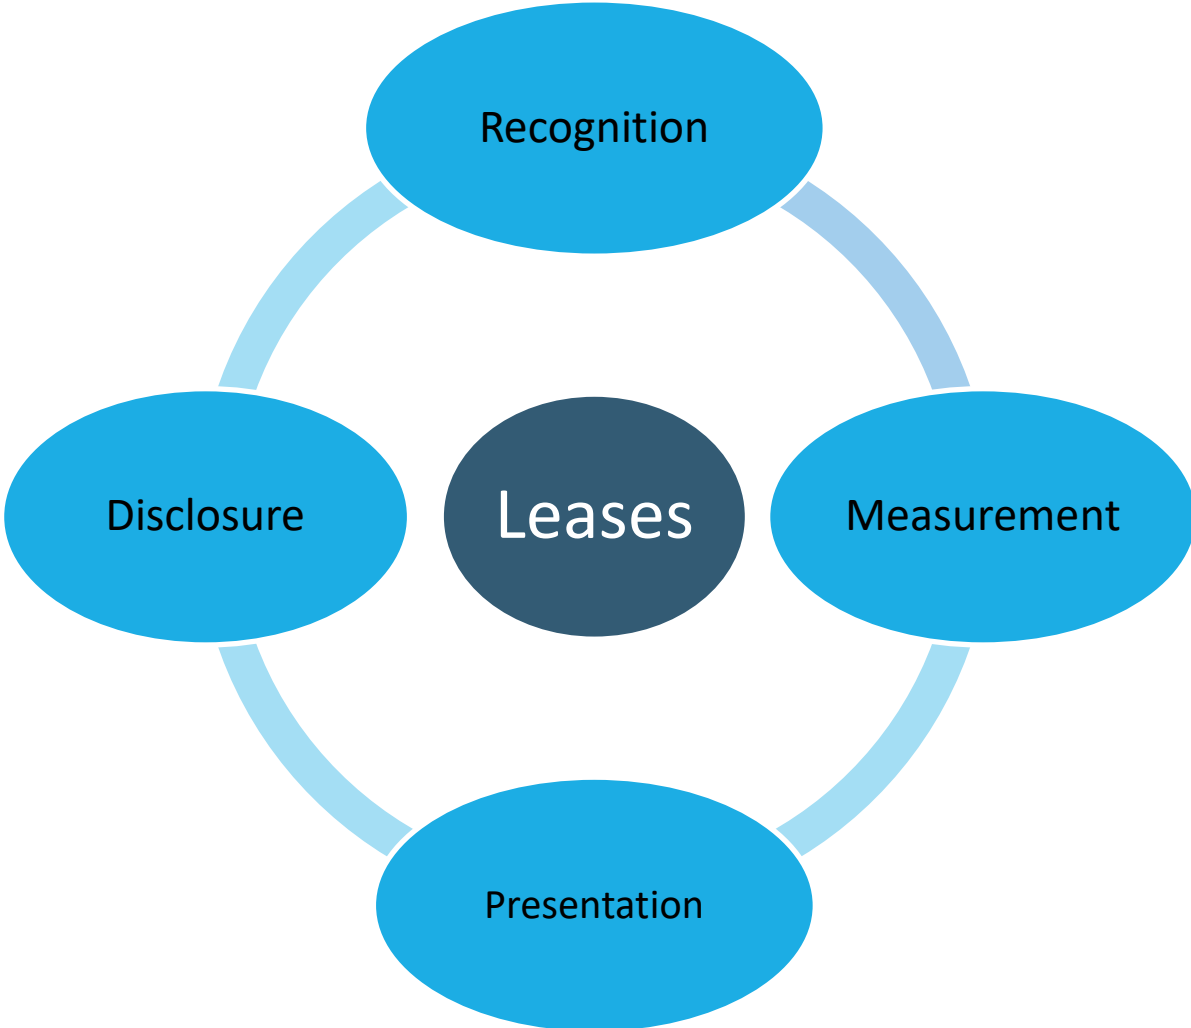 Recognition
Disclosure
Leases
Measurement
Presentation